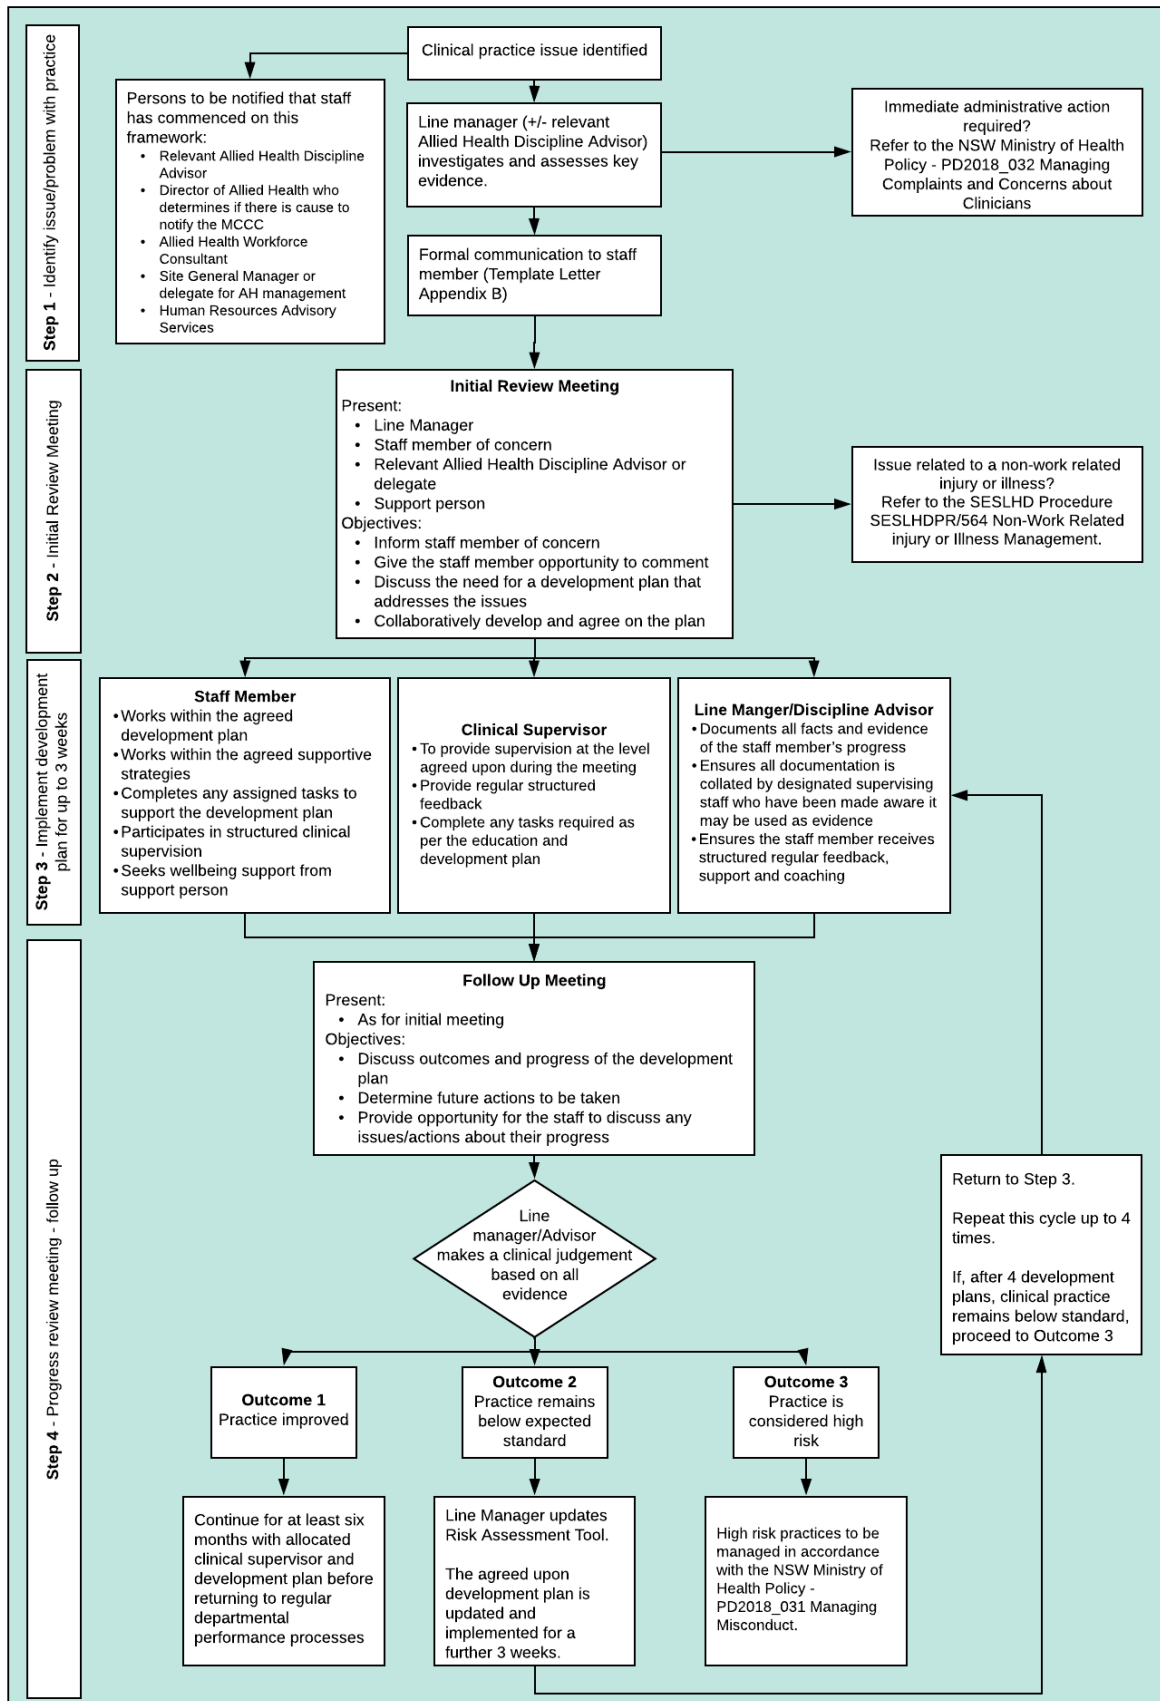 Step 1 - Identify issue/problem with practice
Clinical practice issue identified
Persons to be notified that staff
has commenced on this
framework:
• Relevant Allied Health Discipline
Advisor
• Director of Allied Health who
determines if there is cause to
notify the MCCC
• Allied Health Workforce
Consultant
• Site General Manager or
delegate for AH management
• Human Resources Advisory
Services
Line manager (+/- relevant
Allied Health Discipline Advisor)
investigates and assesses key
evidence.
Immediate administrative action
required?
Refer to the NSW Ministry of Health
Policy - PD2018_032 Managing
Complaints and Concerns about
Clinicians
Formal communication to staff
member (Template Letter
Appendix B)
Step 2 - Initial Review Meeting
Initial Review Meeting
Present:
• Line Manager
• Staff member of concern
• Relevant Allied Health Discipline Advisor or
delegate
• Support person
Objectives:
• Inform staff member of concern
• Give the staff member opportunity to comment
• Discuss the need for a development plan that
addresses the issues
• Collaboratively develop and agree on the plan
Issue related to a non-work related
injury or illness?
Refer to the SESLHD Procedure
SESLHDPR/564 Non-Work Related
injury or Illness Management.
Step 3 - Implement development
plan for up to 3 weeks
Staff Member
• Works within the agreed
development plan
• Works within the agreed supportive
strategies
• Completes any assigned tasks to
support the development plan
• Participates in structured clinical
supervision
• Seeks wellbeing support from
support person
Clinical Supervisor
• To provide supervision at the level
agreed upon during the meeting
• Provide regular structured
feedback
• Complete any tasks required as
per the education and
development plan
Line Manger/Discipline Advisor
• Documents all facts and evidence
of the staff member's progress
• Ensures all documentation is
collated by designated supervising
staff who have been made aware it
may be used as evidence
• Ensures the staff member receives
structured regular feedback,
support and coaching
Step 4 - Progress review meeting - follow up
Follow Up Meeting
Present:
• As for initial meeting
Objectives:
• Discuss outcomes and progress of the development
plan
• Determine future actions to be taken
• Provide opportunity for the staff to discuss any
issues/actions about their progress
Line
manager/Advisor
makes a clinical judgement
based on all
evidence
Return to Step 3.
Repeat this cycle up to 4
times.
If, after 4 development
plans, clinical practice
remains below standard,
proceed to Outcome 3
Outcome 1
Practice improved
Outcome 2
Practice remains
below expected
standard
Outcome 3
Practice is
considered high
risk
Continue for at least six
months with allocated
clinical supervisor and
development plan before
returning to regular
departmental
performance processes
Line Manager updates
Risk Assessment Tool.
The agreed upon
development plan is
updated and
implemented for a
further 3 weeks.
High risk practices to be
managed in accordance
with the NSW Ministry of
Health Policy -
PD2018_031 Managing
Misconduct.